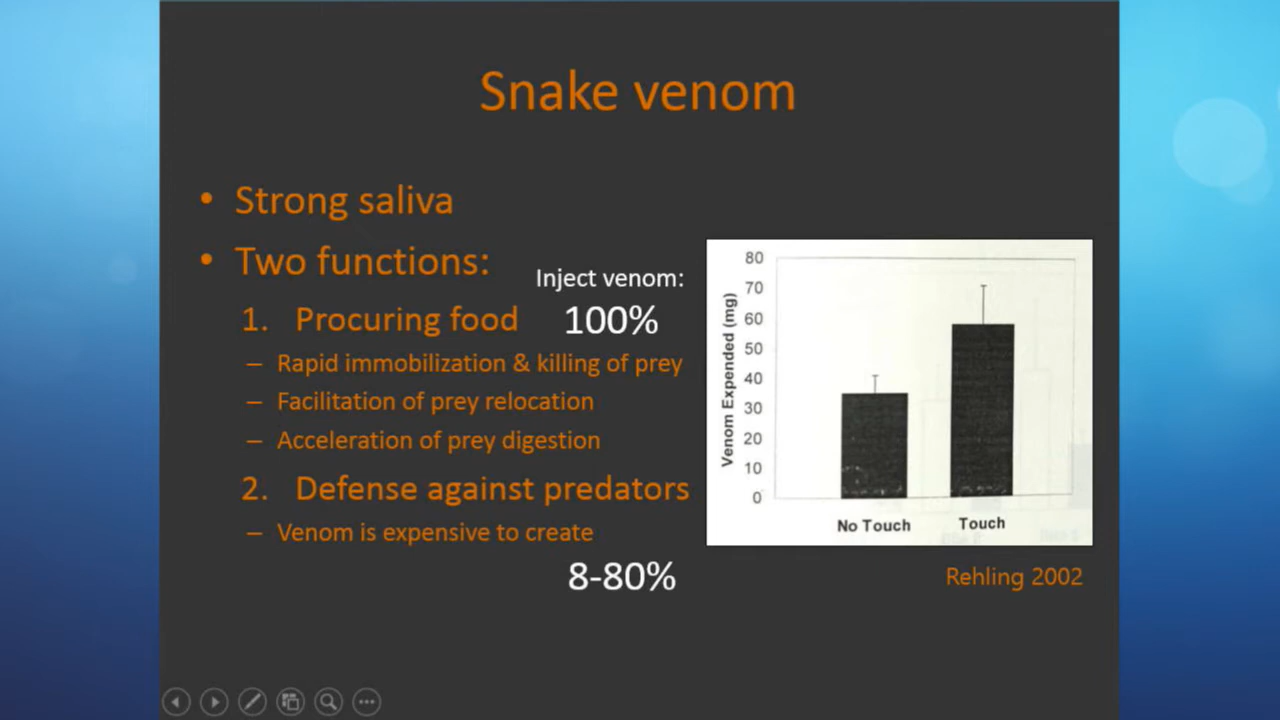 Snake venom
• Strong saliva
• Two functions:
Inject venom:
1. Procuring food
100%
– Rapid immobilization & killing of prey
– Facilitation of prey relocation
– Acceleration of prey digestion
2. Defense against predators
– Venom is expensive to create
8-80%
Venom Expended (mg)
80
70
60
50
40
30
20
10
0
No Touch
Touch
Rehling 2002